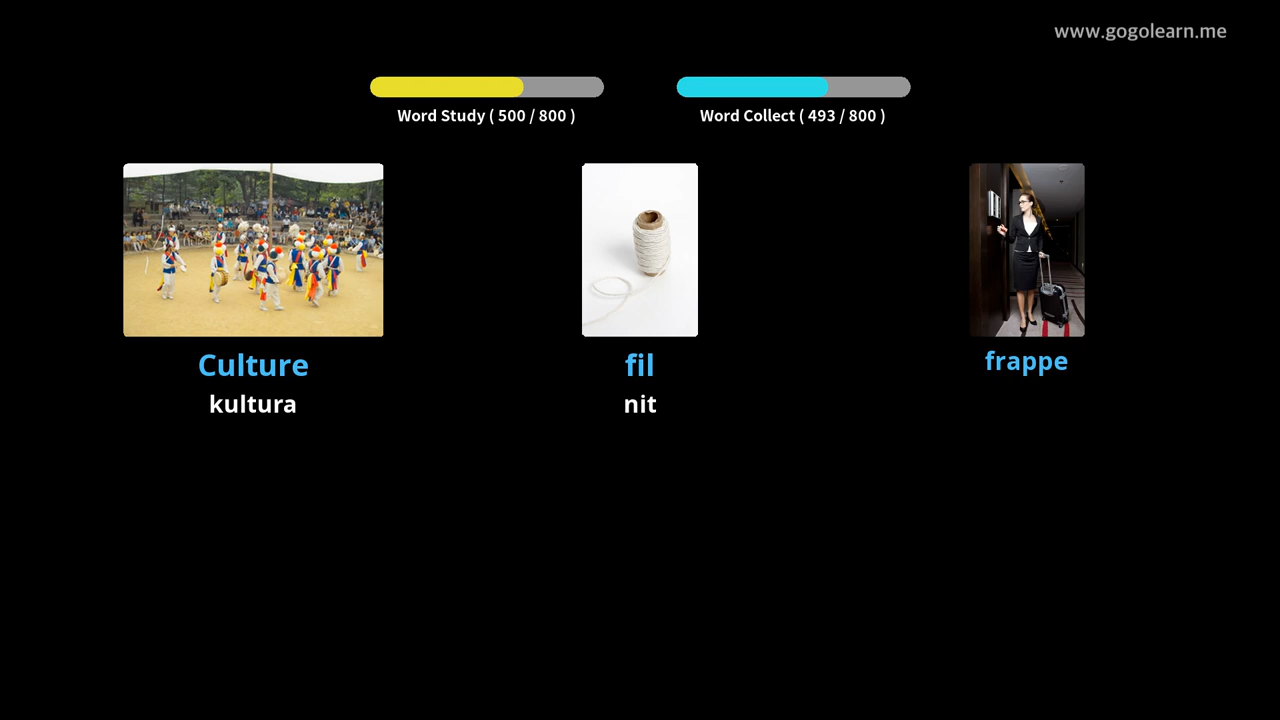 www.gogolearn.me
Word Study ( 500 / 800 )
Word Collect ( 493 / 800 )
Culture
kultura
fil
nit
frappe